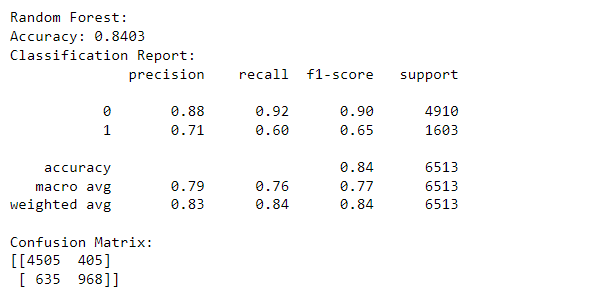 Random Forest:
Accuracy: 0.8403
Classification Report:
              precision    recall  f1-score   support

           0       0.88      0.92      0.90      4910
           1       0.71      0.60      0.65      1603

    accuracy                           0.84      6513
   macro avg       0.79      0.76      0.77      6513
weighted avg       0.83      0.84      0.84      6513

Confusion Matrix:
[[4505  405]
 [ 635  968]]